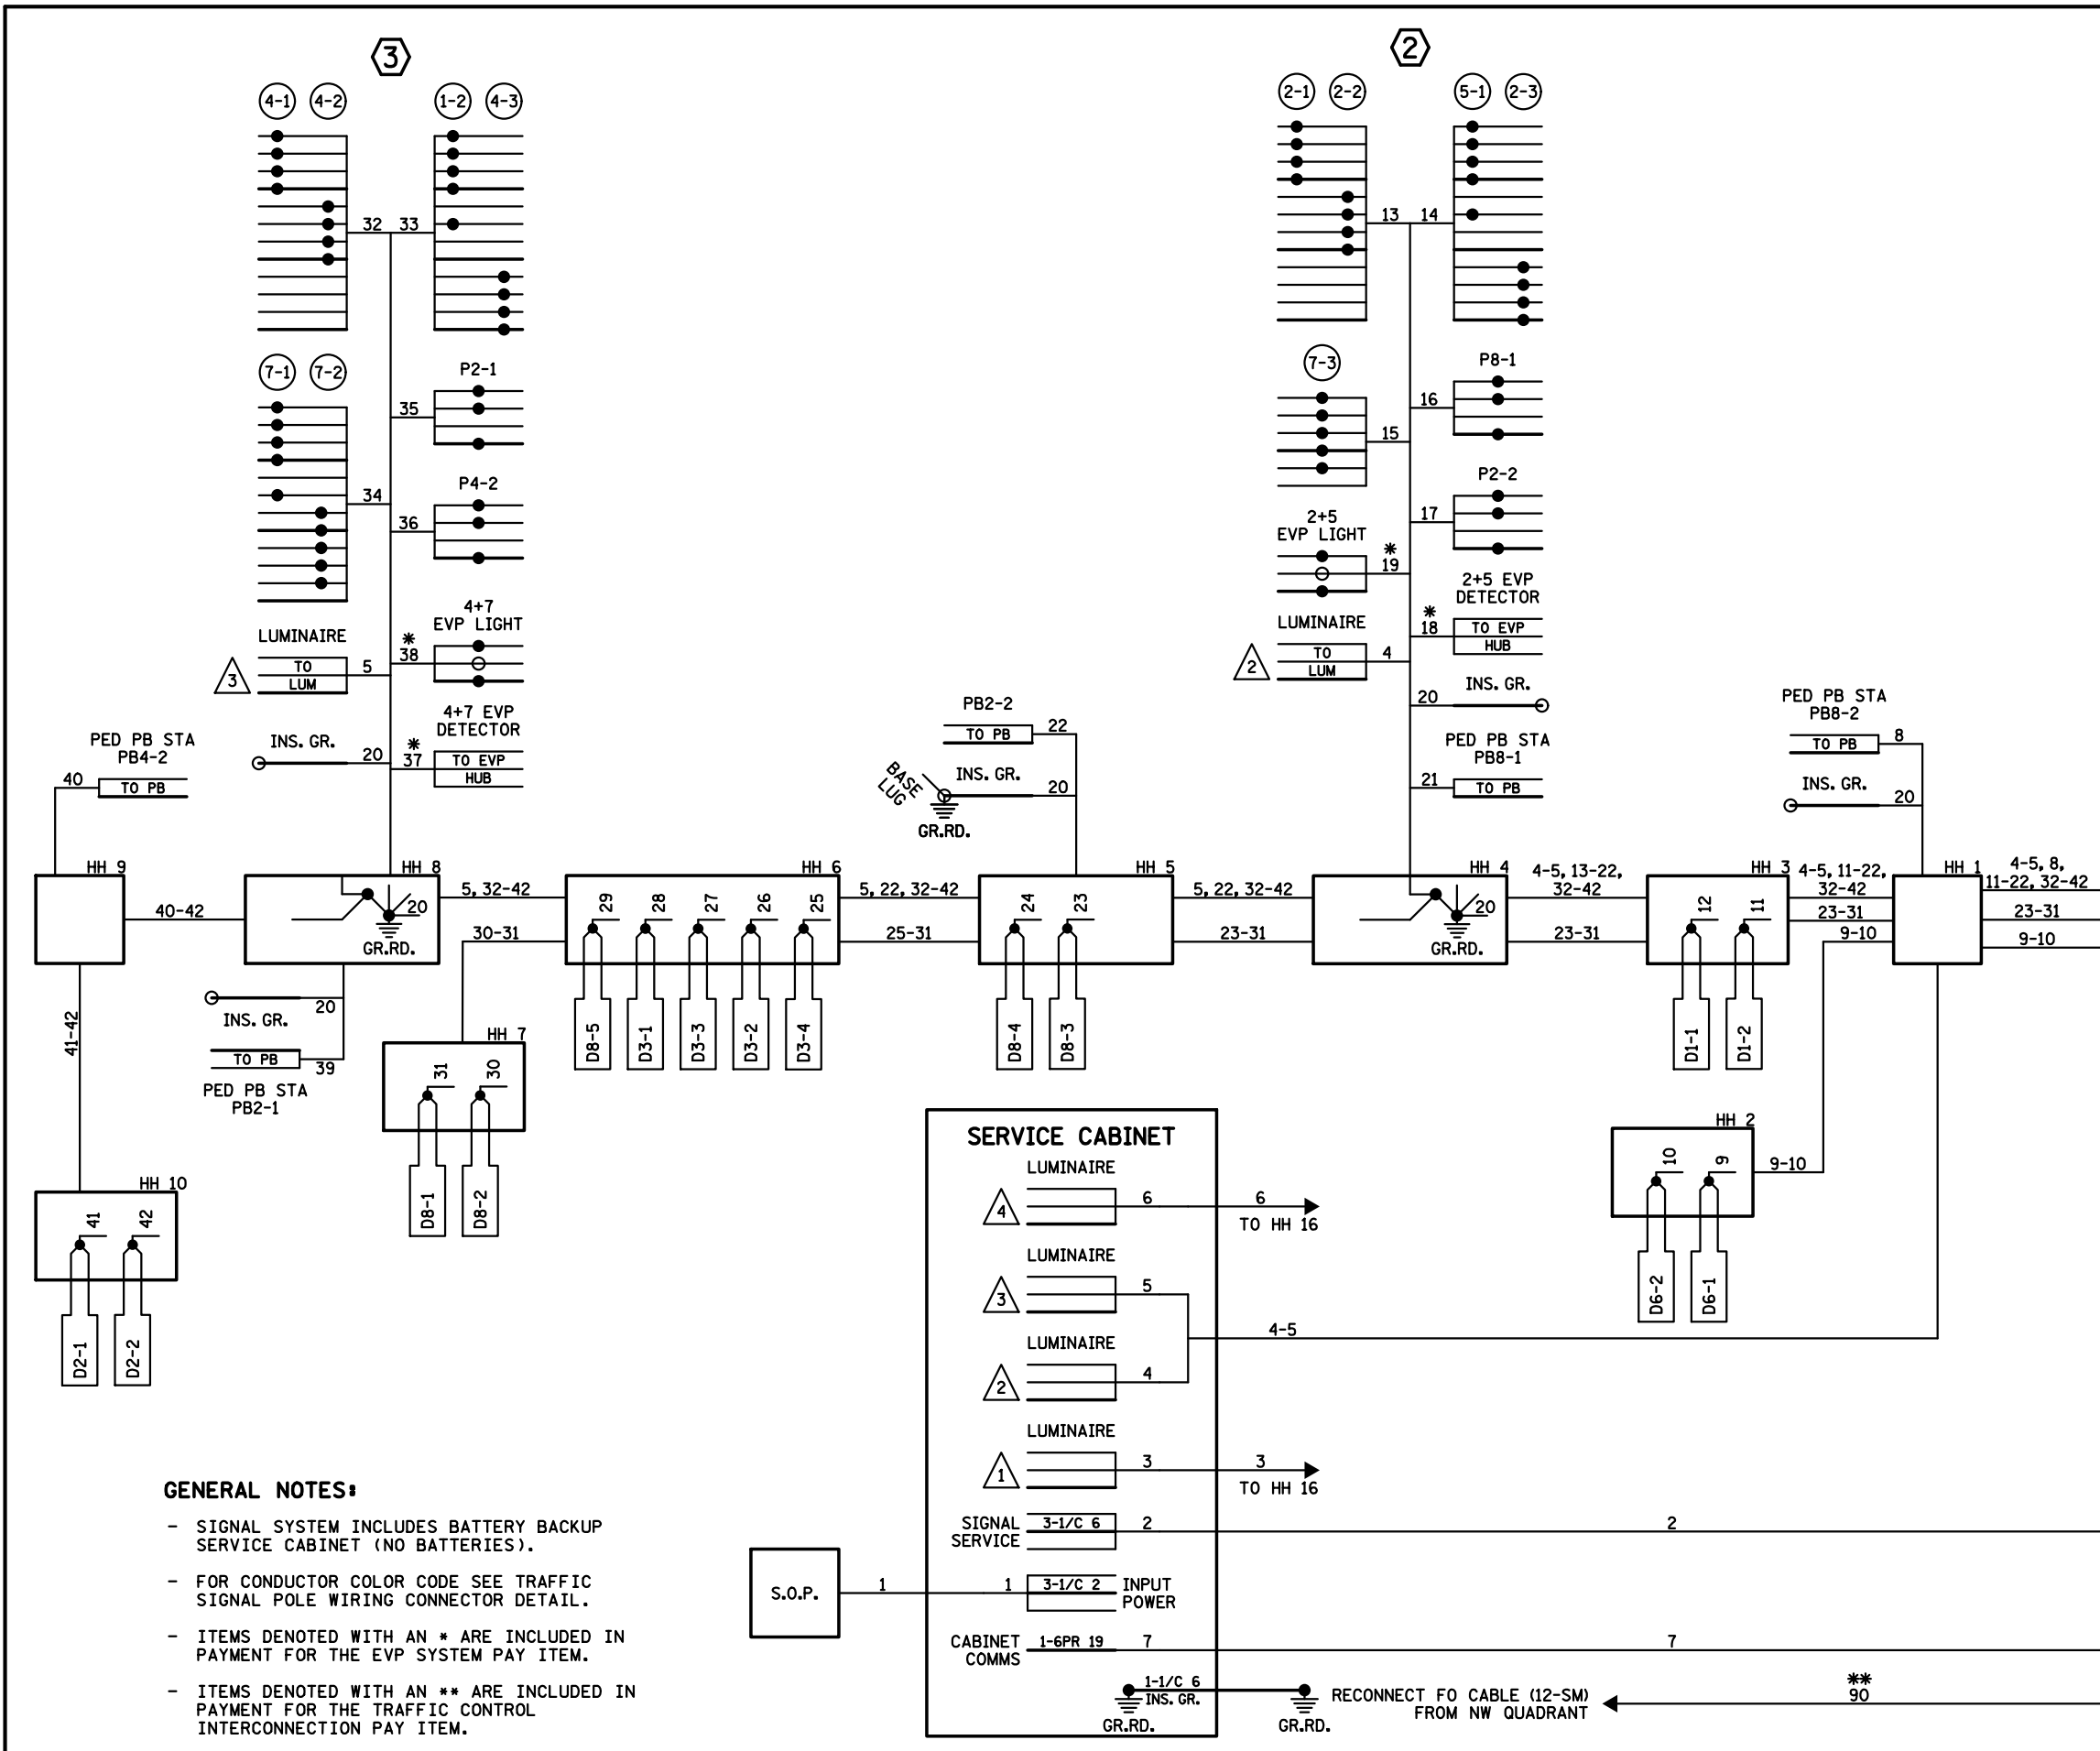 3
4-1 4-2 1-2 4-3
32 33
7-1 7-2
P2-1
35
P4-2
34
36
4+7
EVP LIGHT
*
38
LUMINAIRE
3
TO
LUM
5
4+7 EVP
DETECTOR
*
37
TO EVP
HUB
INS. GR.
20
PED PB STA
PB4-2
40
TO PB
2
2-1 2-2 5-1 2-3
13 14
7-3
P8-1
16
15
P2-2
17
2+5
EVP LIGHT
*
19
2+5 EVP
DETECTOR
*
18
TO EVP
HUB
LUMINAIRE
2
TO
LUM
4
INS. GR.
20
PED PB STA
PB8-1
21
TO PB
PB2-2
TO PB
22
BASE
LUG
INS. GR.
20
GR.RD.
PED PB STA
PB8-2
TO PB
8
INS. GR.
20
HH 9
40-42
HH 8
20
GR.RD.
5, 32-42
30-31
HH 6
29 28 27 26 25
D8-5 D3-1 D3-3 D3-2 D3-4
5, 22, 32-42
25-31
HH 5
24 23
D8-4 D8-3
5, 22, 32-42
23-31
HH 4
20
GR.RD.
4-5, 13-22,
32-42
23-31
HH 3
12 11
D1-1 D1-2
4-5, 11-22,
32-42
23-31
9-10
HH 1
4-5, 8,
11-22, 32-42
23-31
9-10
41-42
20
INS. GR.
TO PB
39
PED PB STA
PB2-1
HH 7
31 30
D8-1 D8-2
HH 10
41 42
D2-1 D2-2
HH 2
10 9
9-10
D6-2 D6-1
SERVICE CABINET
LUMINAIRE
4
6
6
TO HH 16
LUMINAIRE
3
5
4-5
LUMINAIRE
2
4
LUMINAIRE
1
3
3
TO HH 16
SIGNAL
SERVICE
3-1/C 6
2
2
S.O.P.
1
1
3-1/C 2
INPUT
POWER
CABINET
COMMS
1-6PR 19
7
7
1-1/C 6
INS. GR.
GR.RD.
GR.RD.
RECONNECT FO CABLE (12-SM)
FROM NW QUADRANT
**
90
GENERAL NOTES:
- SIGNAL SYSTEM INCLUDES BATTERY BACKUP
SERVICE CABINET (NO BATTERIES).
- FOR CONDUCTOR COLOR CODE SEE TRAFFIC
SIGNAL POLE WIRING CONNECTOR DETAIL.
- ITEMS DENOTED WITH AN * ARE INCLUDED IN
PAYMENT FOR THE EVP SYSTEM PAY ITEM.
- ITEMS DENOTED WITH AN ** ARE INCLUDED IN
PAYMENT FOR THE TRAFFIC CONTROL
INTERCONNECTION PAY ITEM.